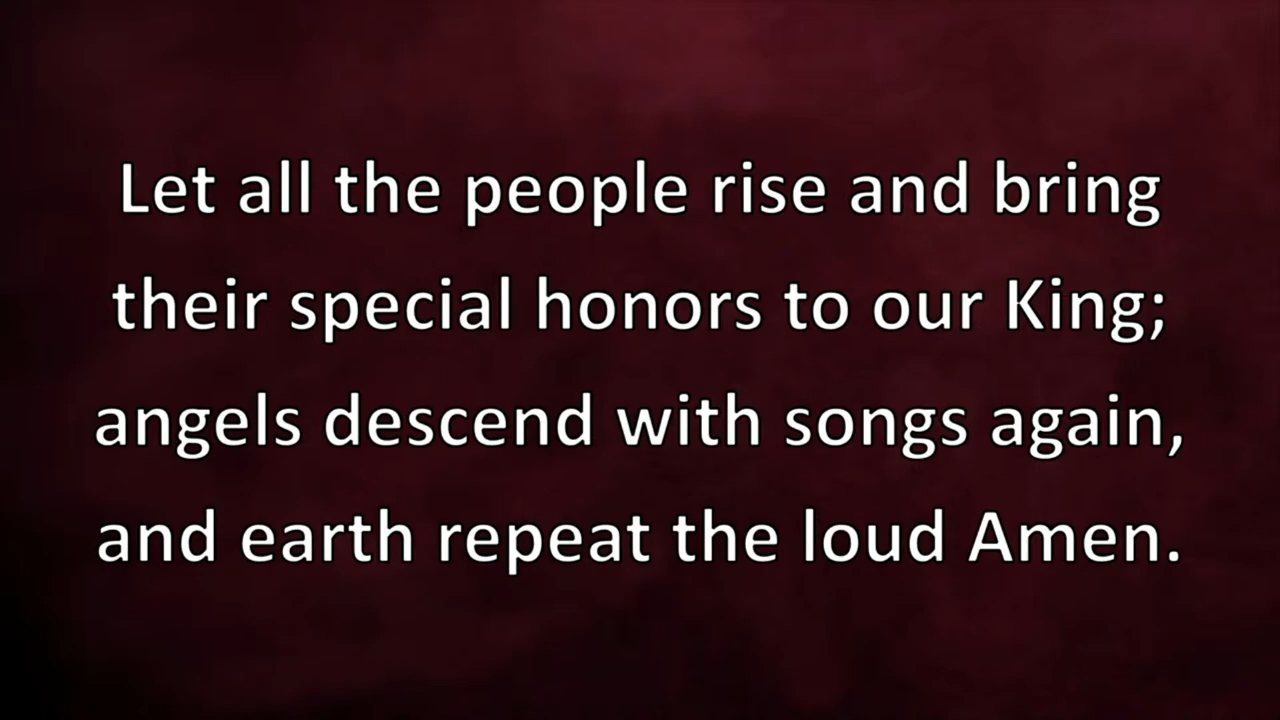 Let all the people rise and bring
their special honors to our King;
angels descend with songs again,
and earth repeat the loud Amen.